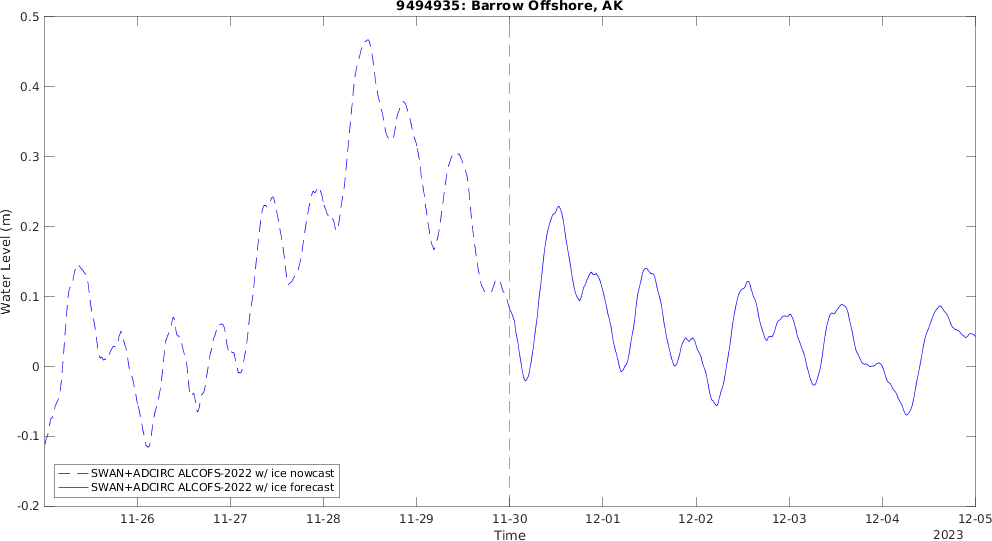 9494935: Barrow Offshore, AK
0.5
0.4
0.3
0.2
0.1
0
-0.1
-0.2
Water Level (m)
SWAN+ADCIRC ALCOFS-2022 w/ ice nowcast
SWAN+ADCIRC ALCOFS-2022 w/ ice forecast
11-26 11-27 11-28 11-29 11-30 12-01 12-02 12-03 12-04 12-05
Time
2023